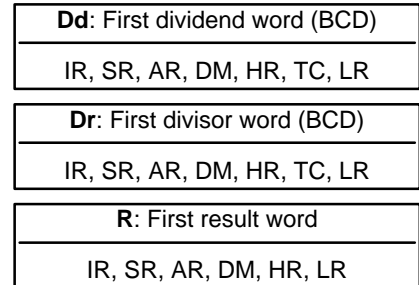 Dd: First dividend word (BCD)
IR, SR, AR, DM, HR, TC, LR
Dr: First divisor word (BCD)
IR, SR, AR, DM, HR, TC, LR
R: First result word
IR, SR, AR, DM, HR, LR